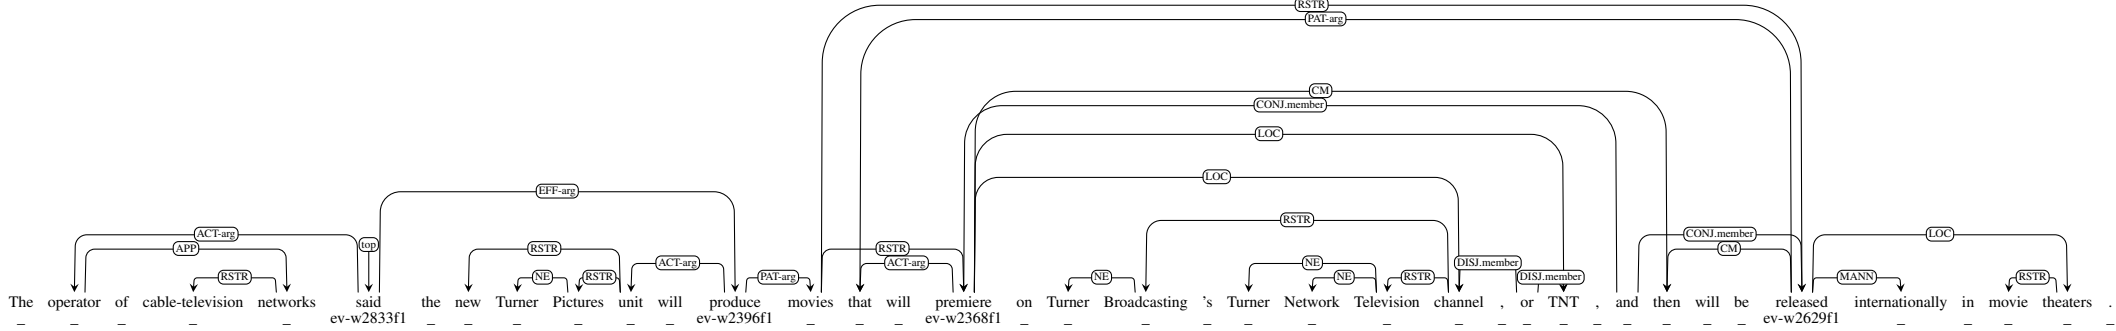 RSTR
PAT-arg
CM
CONJ.member
LOC
LOC
EFF-arg
RSTR
ACT-arg top CONJ.member LOC
APP RSTR RSTR CM
ACT-arg ACT-arg NE DISJ.member
RSTR NE RSTR PAT-arg NE NE RSTR DISJ.member MANN RSTR
The operator of cable-television networks said the new Turner Pictures unit will produce movies that will premiere on Turner Broadcasting 's Turner Network Television channel , or TNT , and then will be released internationally in movie theaters .
_ _ _ _ _ ev-w2833f1 _ _ _ _ _ _ ev-w2396f1 _ _ _ ev-w2368f1 _ _ _ _ _ _ _ _ _ _ _ _ _ _ _ _ ev-w2629f1 _ _ _ _ _